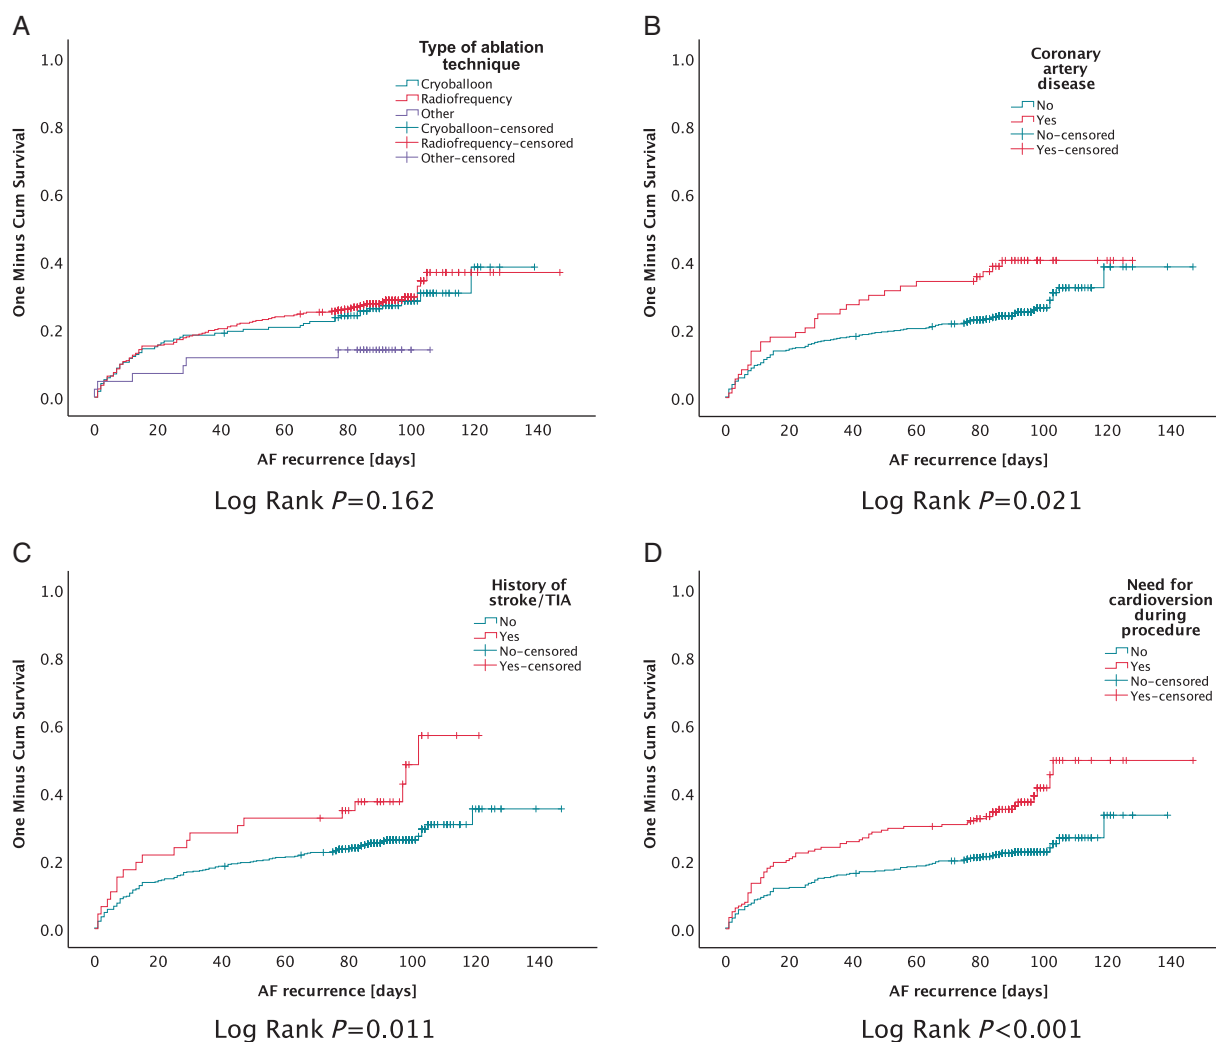 A
One Minus Cum Survival
1.0
0.8
0.6
0.4
0.2
0.0
Type of ablation
technique
Cryoballoon
Radiofrequency
Other
Cryoballoon-censored
Radiofrequency-censored
Other-censored
0 20 40 60 80 100 120 140
AF recurrence [days]
Log Rank P=0.162
B
One Minus Cum Survival
1.0
0.8
0.6
0.4
0.2
0.0
Coronary
artery
disease
No
Yes
No-censored
Yes-censored
0 20 40 60 80 100 120 140
AF recurrence [days]
Log Rank P=0.021
C
One Minus Cum Survival
1.0
0.8
0.6
0.4
0.2
0.0
History of
stroke/TIA
No
Yes
No-censored
Yes-censored
0 20 40 60 80 100 120 140
AF recurrence [days]
Log Rank P=0.011
D
One Minus Cum Survival
1.0
0.8
0.6
0.4
0.2
0.0
Need for
cardioversion
during
procedure
No
Yes
No-censored
Yes-censored
0 20 40 60 80 100 120 140
AF recurrence [days]
Log Rank P<0.001